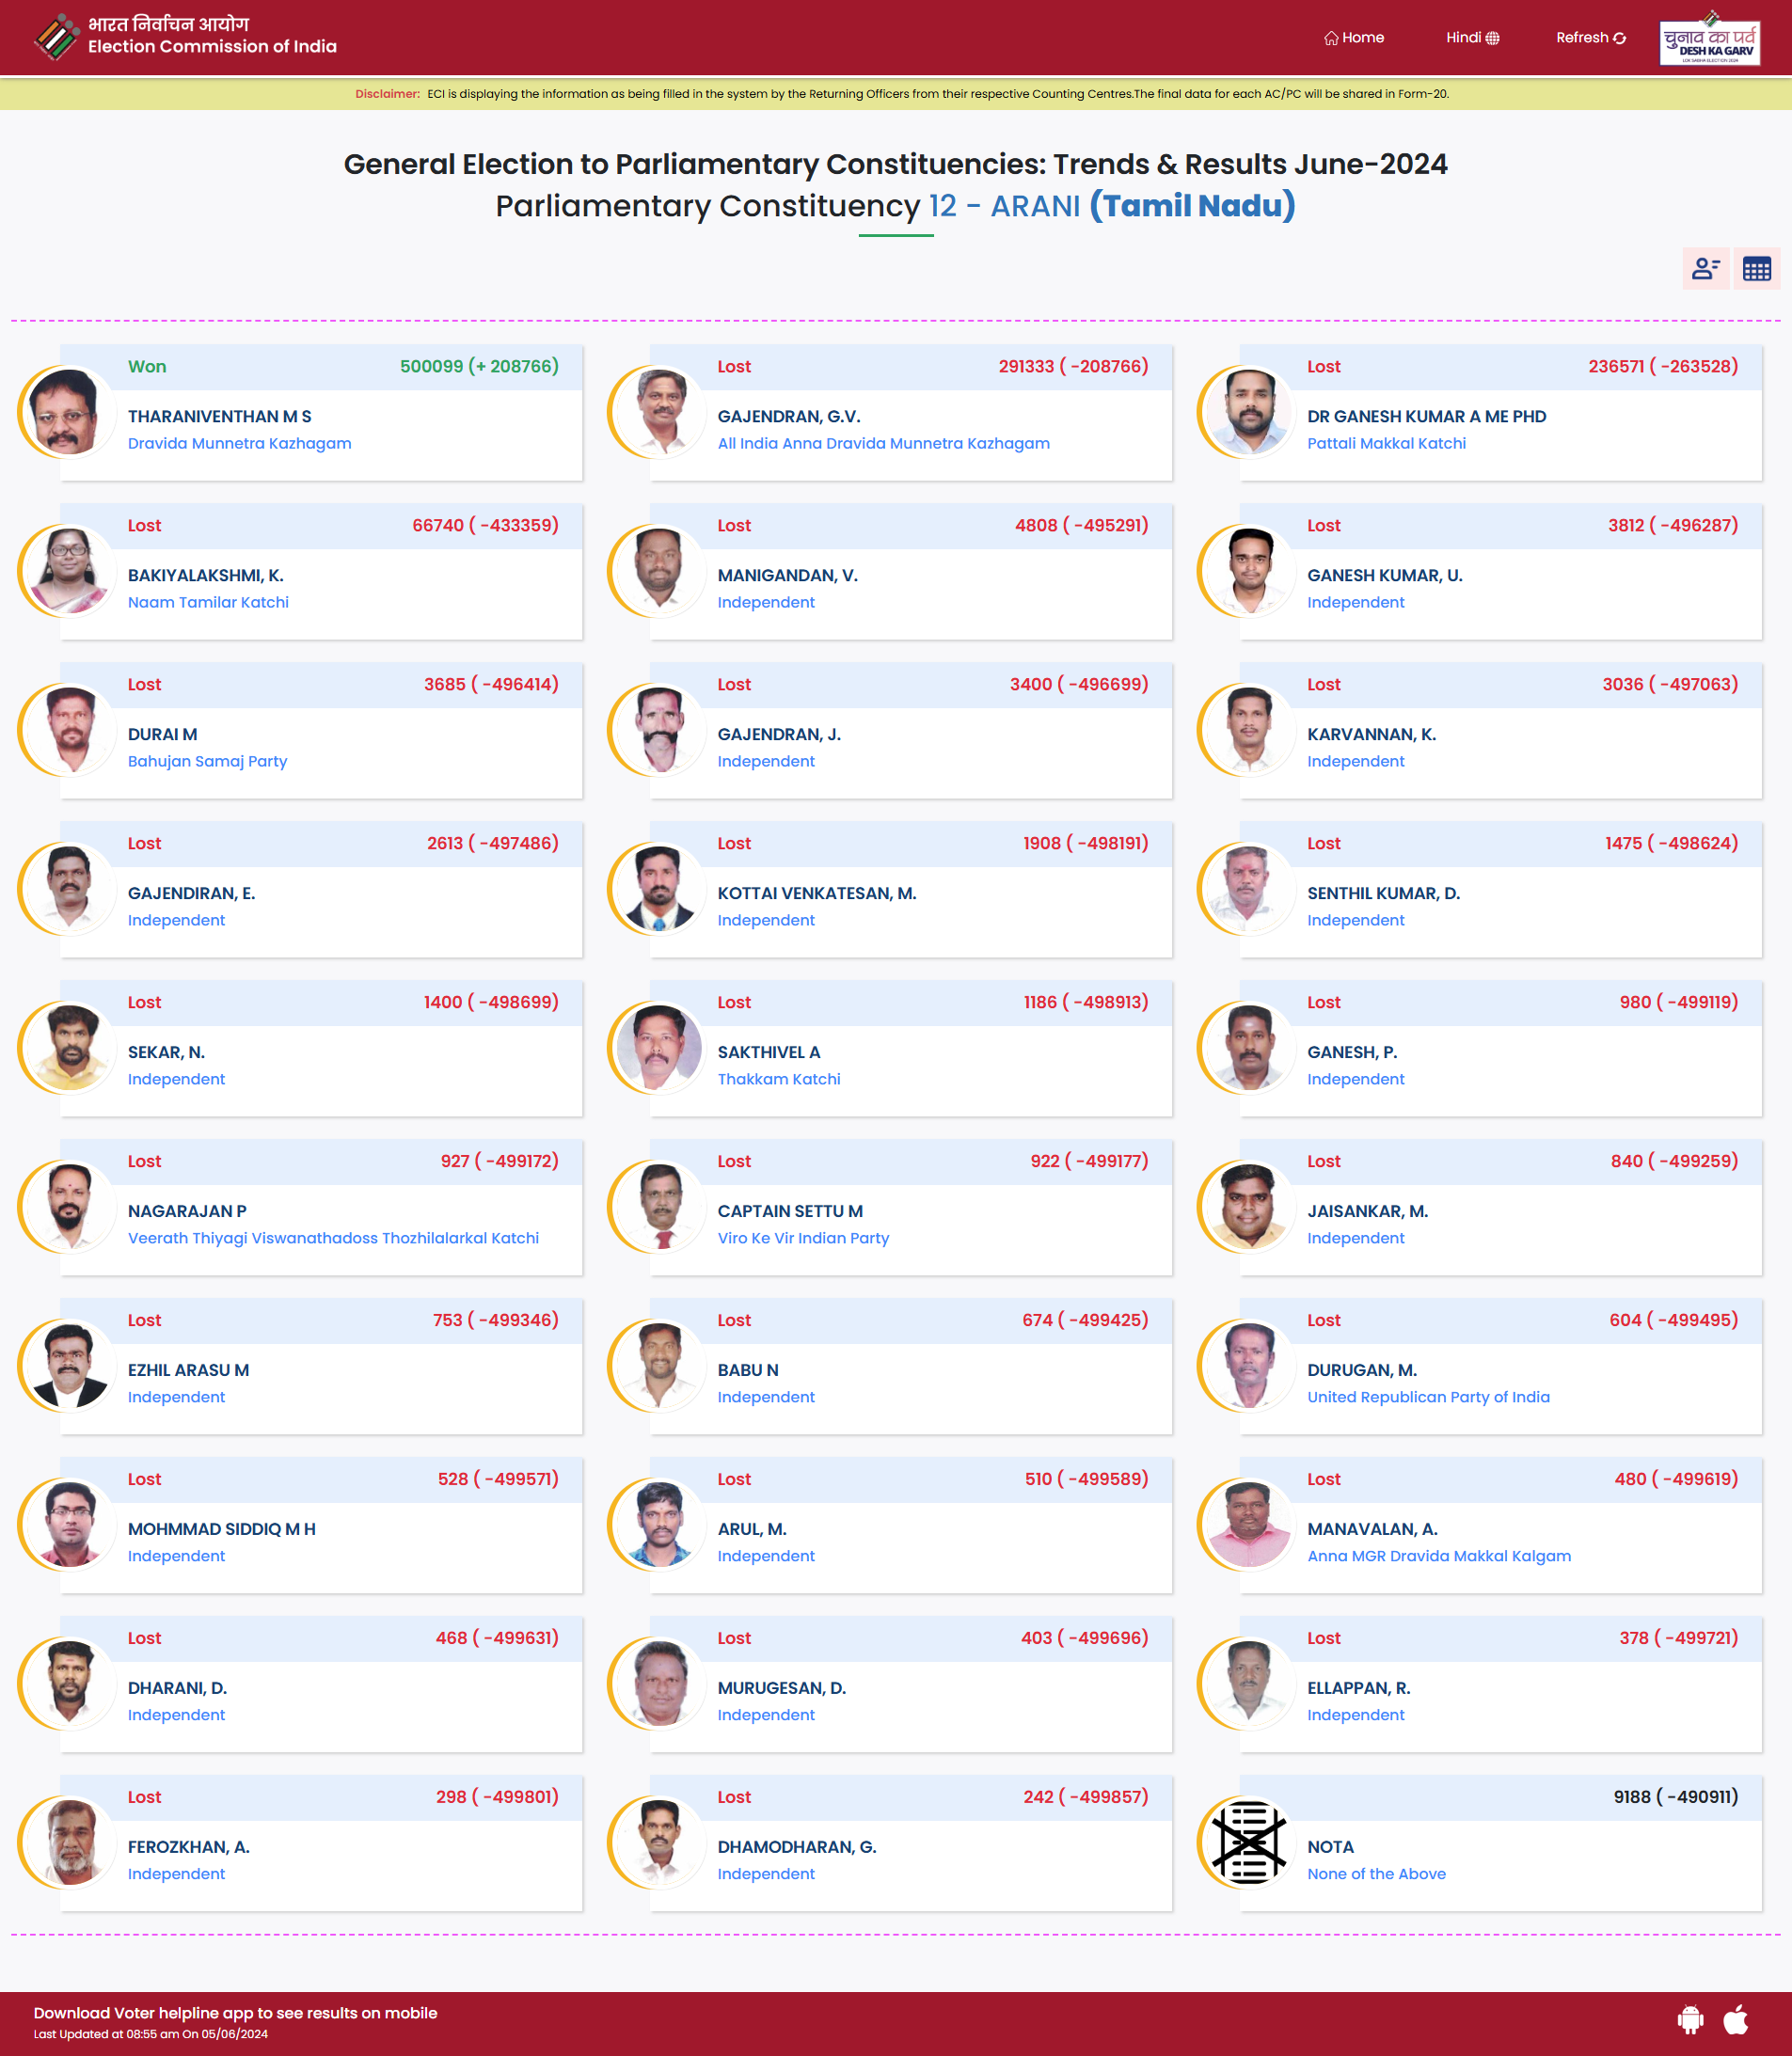 भारत निर्वाचन आयोग
Election Commission of India
Home
Hindi
Refresh
चुनाव का पर्व
DESH KA GARV
LOK SABHA ELECTION 2024
Disclaimer: ECI is displaying the information as being filled in the system by the Returning Officers from their respective Counting Centres.The final data for each AC/PC will be shared in Form-20.
General Election to Parliamentary Constituencies: Trends & Results June-2024
Parliamentary Constituency 12 - ARANI (Tamil Nadu)
Won 500099 (+ 208766)
THARANIVENTHAN M S
Dravida Munnetra Kazhagam
Lost 291333 ( -208766)
GAJENDRAN, G.V.
All India Anna Dravida Munnetra Kazhagam
Lost 236571 ( -263528)
DR GANESH KUMAR A ME PHD
Pattali Makkal Katchi
Lost 66740 ( -433359)
BAKIYALAKSHMI, K.
Naam Tamilar Katchi
Lost 4808 ( -495291)
MANIGANDAN, V.
Independent
Lost 3812 ( -496287)
GANESH KUMAR, U.
Independent
Lost 3685 ( -496414)
DURAI M
Bahujan Samaj Party
Lost 3400 ( -496699)
GAJENDRAN, J.
Independent
Lost 3036 ( -497063)
KARVANNAN, K.
Independent
Lost 2613 ( -497486)
GAJENDIRAN, E.
Independent
Lost 1908 ( -498191)
KOTTAI VENKATESAN, M.
Independent
Lost 1475 ( -498624)
SENTHIL KUMAR, D.
Independent
Lost 1400 ( -498699)
SEKAR, N.
Independent
Lost 1186 ( -498913)
SAKTHIVEL A
Thakkam Katchi
Lost 980 ( -499119)
GANESH, P.
Independent
Lost 927 ( -499172)
NAGARAJAN P
Veerath Thiyagi Viswanathadoss Thozhilalarkal Katchi
Lost 922 ( -499177)
CAPTAIN SETTU M
Viro Ke Vir Indian Party
Lost 840 ( -499259)
JAISANKAR, M.
Independent
Lost 753 ( -499346)
EZHIL ARASU M
Independent
Lost 674 ( -499425)
BABU N
Independent
Lost 604 ( -499495)
DURUGAN, M.
United Republican Party of India
Lost 528 ( -499571)
MOHMMAD SIDDIQ M H
Independent
Lost 510 ( -499589)
ARUL, M.
Independent
Lost 480 ( -499619)
MANAVALAN, A.
Anna MGR Dravida Makkal Kalgam
Lost 468 ( -499631)
DHARANI, D.
Independent
Lost 403 ( -499696)
MURUGESAN, D.
Independent
Lost 378 ( -499721)
ELLAPPAN, R.
Independent
Lost 298 ( -499801)
FEROZKHAN, A.
Independent
Lost 242 ( -499857)
DHAMODHARAN, G.
Independent
9188 ( -490911)
NOTA
None of the Above
Download Voter helpline app to see results on mobile
Last Updated at 08:55 am On 05/06/2024